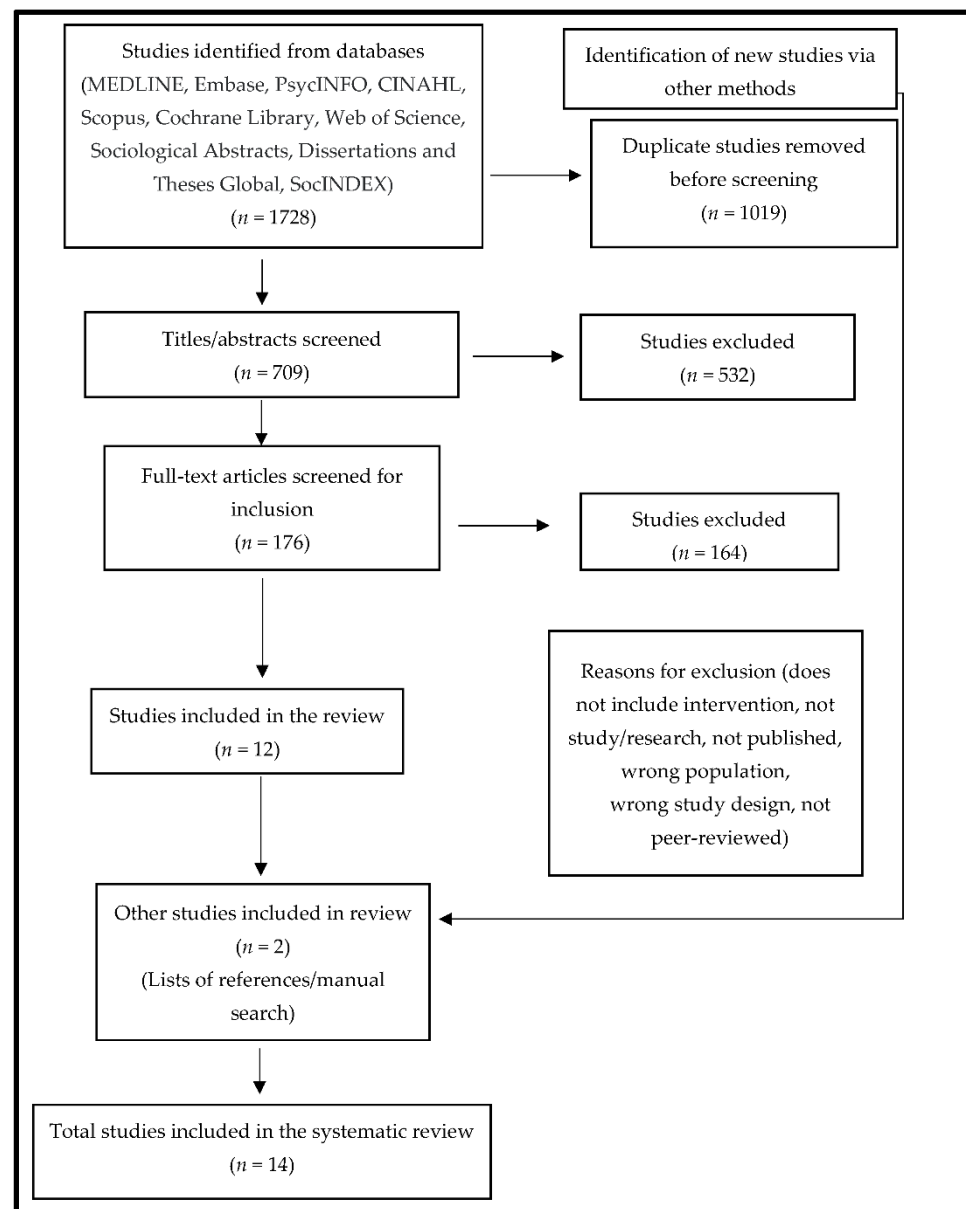 Studies identified from databases
(MEDLINE, Embase, PsycINFO, CINAHL,
Scopus, Cochrane Library, Web of Science,
Sociological Abstracts, Dissertations and
Theses Global, SocINDEX)
(n = 1728)
Identification of new studies via
other methods
Duplicate studies removed
before screening
(n = 1019)
Titles/abstracts screened
(n = 709)
Studies excluded
(n = 532)
Full-text articles screened for
inclusion
(n = 176)
Studies excluded
(n = 164)
Reasons for exclusion (does
not include intervention, not
study/research, not published,
wrong population,
wrong study design, not
peer-reviewed)
Studies included in the review
(n = 12)
Other studies included in review
(n = 2)
(Lists of references/manual
search)
Total studies included in the systematic review
(n = 14)